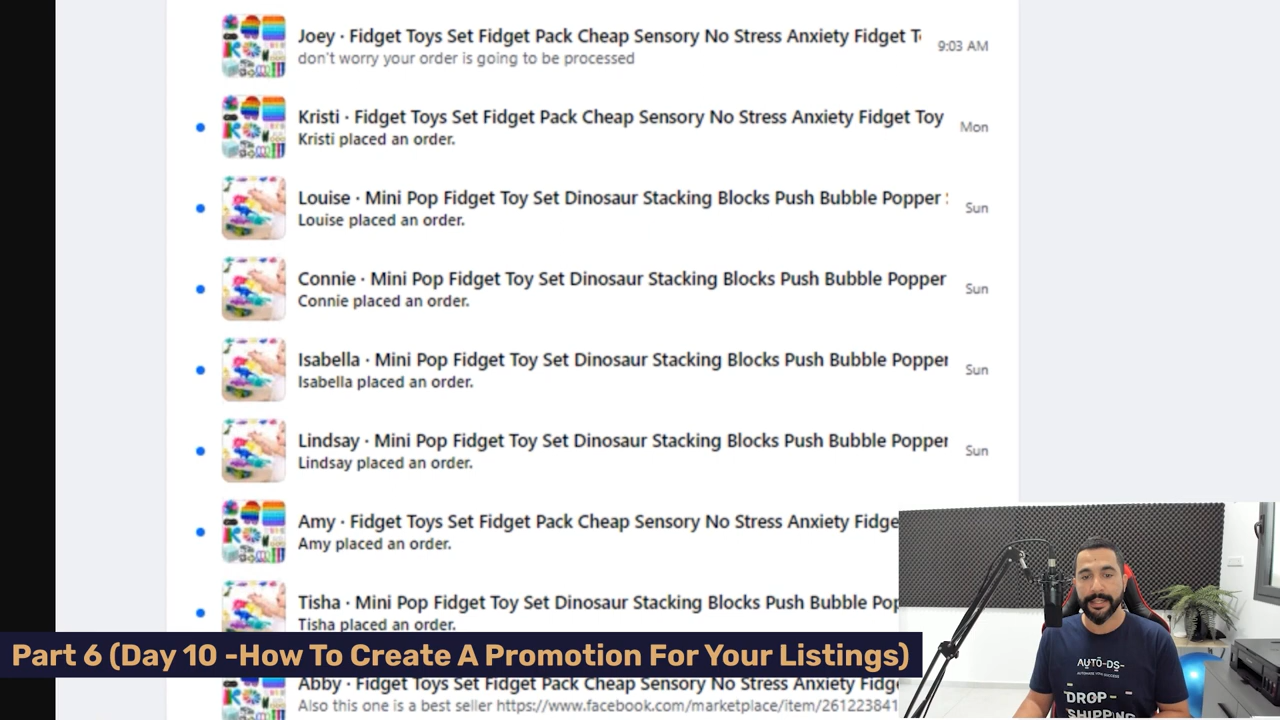 Joey · Fidget Toys Set Fidget Pack Cheap Sensory No Stress Anxiety Fidget
9:03 AM
don't worry your order is going to be processed
Kristi · Fidget Toys Set Fidget Pack Cheap Sensory No Stress Anxiety Fidget Toy
Mon
Kristi placed an order.
Louise · Mini Pop Fidget Toy Set Dinosaur Stacking Blocks Push Bubble Popper
Sun
Louise placed an order.
Connie · Mini Pop Fidget Toy Set Dinosaur Stacking Blocks Push Bubble Popper
Sun
Connie placed an order.
Isabella · Mini Pop Fidget Toy Set Dinosaur Stacking Blocks Push Bubble Popper
Sun
Isabella placed an order.
Lindsay · Mini Pop Fidget Toy Set Dinosaur Stacking Blocks Push Bubble Popper
Sun
Lindsay placed an order.
Amy · Fidget Toys Set Fidget Pack Cheap Sensory No Stress Anxiety Fidge
Amy placed an order.
Tisha · Mini Pop Fidget Toy Set Dinosaur Stacking Blocks Push Bubble Pop
Tisha placed an order.
Part 6 (Day 10 -How To Create A Promotion For Your Listings)
Abby · Fidget Toys Set Fidget Pack Cheap Sensory No Stress Anxiety Fidge
Also this one is a best seller https://www.facebook.com/marketplace/item/261223841
AUTO-DS
DROP
SHIPPING